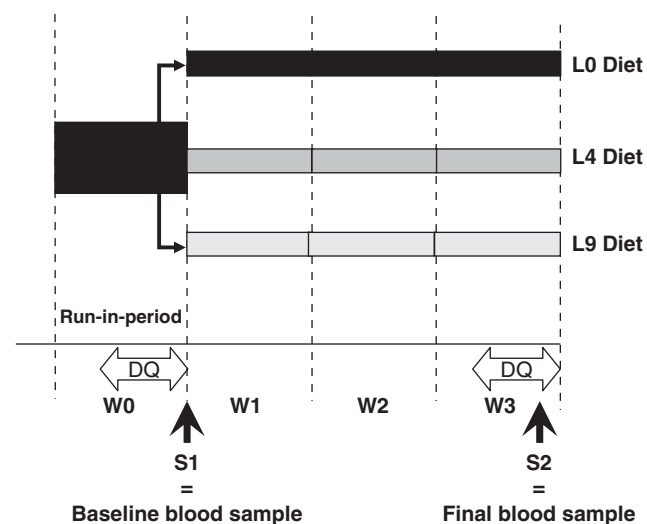 L0 Diet
L4 Diet
L9 Diet
Run-in-period
DQ
DQ
W0
W1
W2
W3
S1
=
Baseline blood sample
S2
=
Final blood sample